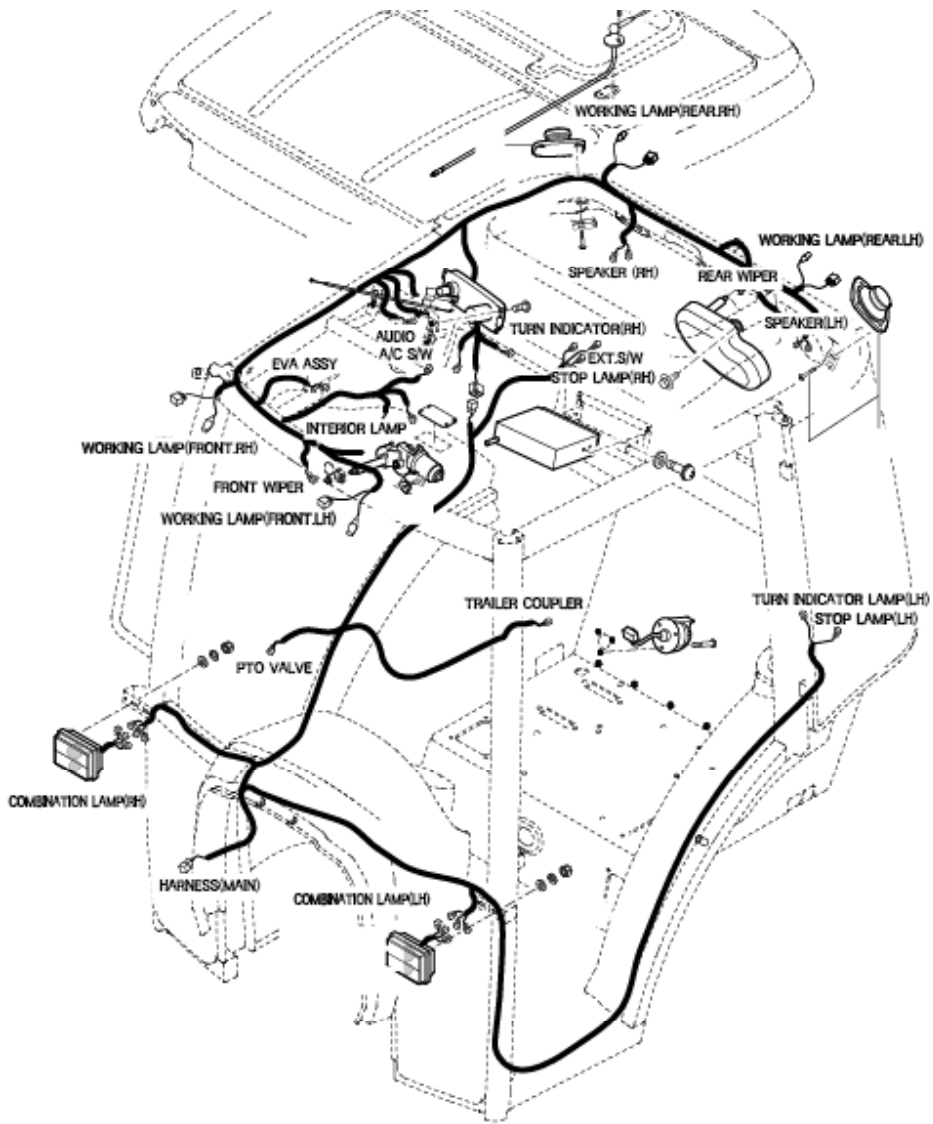 WORKING LAMP(REAR.RH)
WORKING LAMP(REAR.LH)
SPEAKER (RH)
REAR WIPER
SPEAKER(LH)
TURN INDICATOR(RH)
AUDIO
A/C S/W
EXT.S/W
EVA ASSY
STOP LAMP(RH)
INTERIOR LAMP
WORKING LAMP(FRONT.RH)
FRONT WIPER
WORKING LAMP(FRONT.LH)
TRAILER COUPLER
TURN INDICATOR LAMP(LH)
STOP LAMP(LH)
PTO VALVE
COMBINATION LAMP(RH)
HARNESS(MAIN)
COMBINATION LAMP(LH)